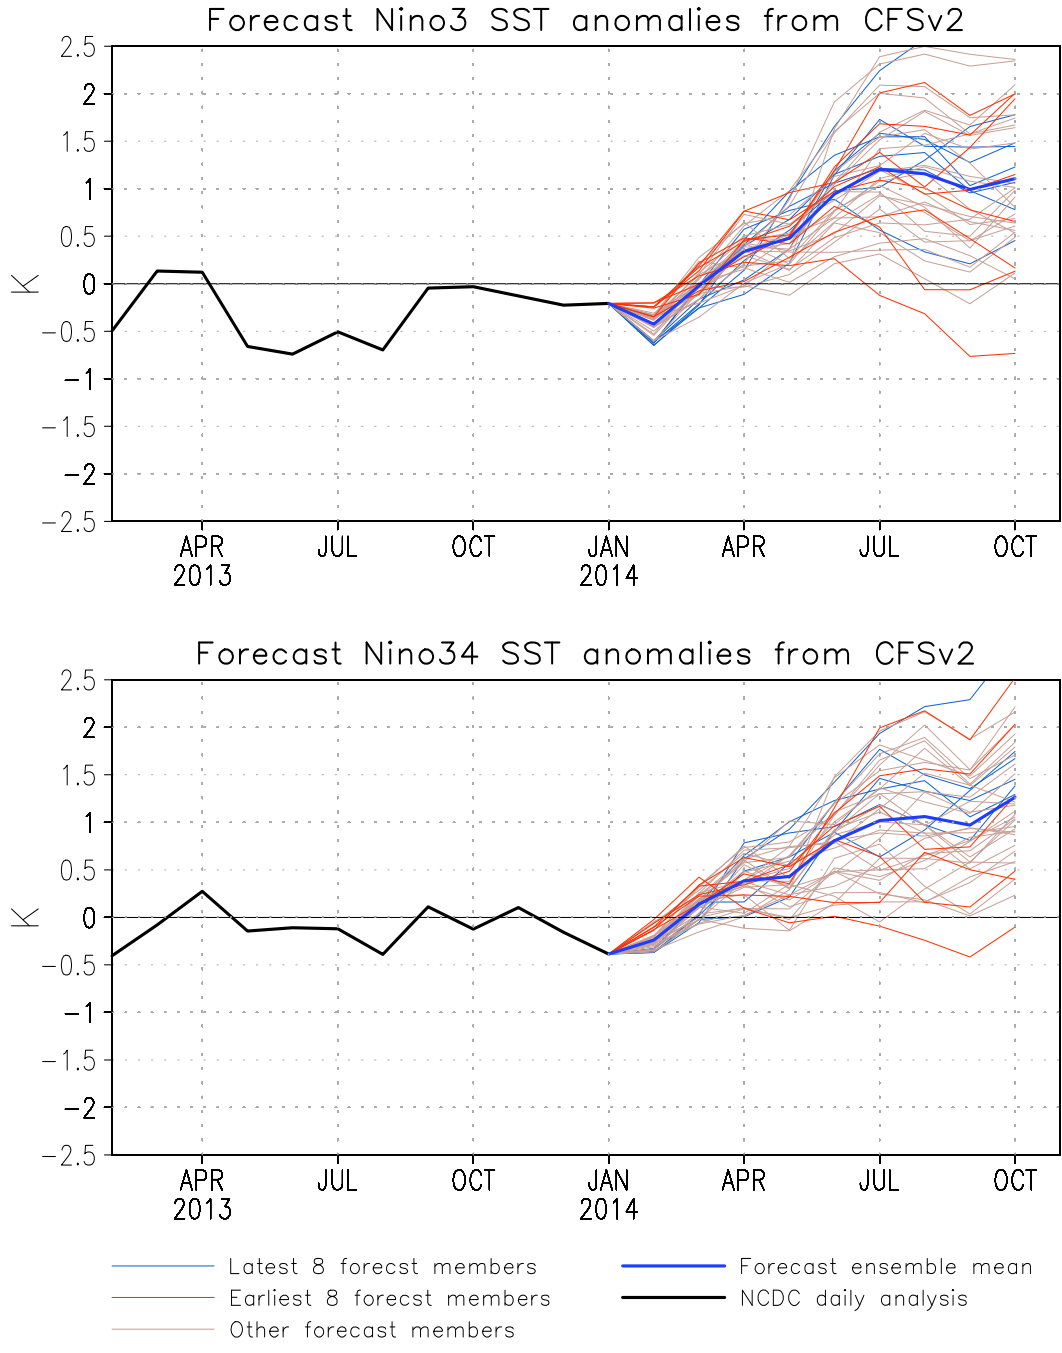 Forecast Nino3 SST anomalies from CFSv2
2.5
2
1.5
1
0.5
0
-0.5
-1
-1.5
-2
-2.5
K
APR JUL OCT JAN APR JUL OCT
2013 2014
Forecast Nino34 SST anomalies from CFSv2
2.5
2
1.5
1
0.5
0
-0.5
-1
-1.5
-2
-2.5
K
APR JUL OCT JAN APR JUL OCT
2013 2014
Latest 8 forecst members Forecast ensemble mean
Earliest 8 forecst members NCDC daily analysis
Other forecast members